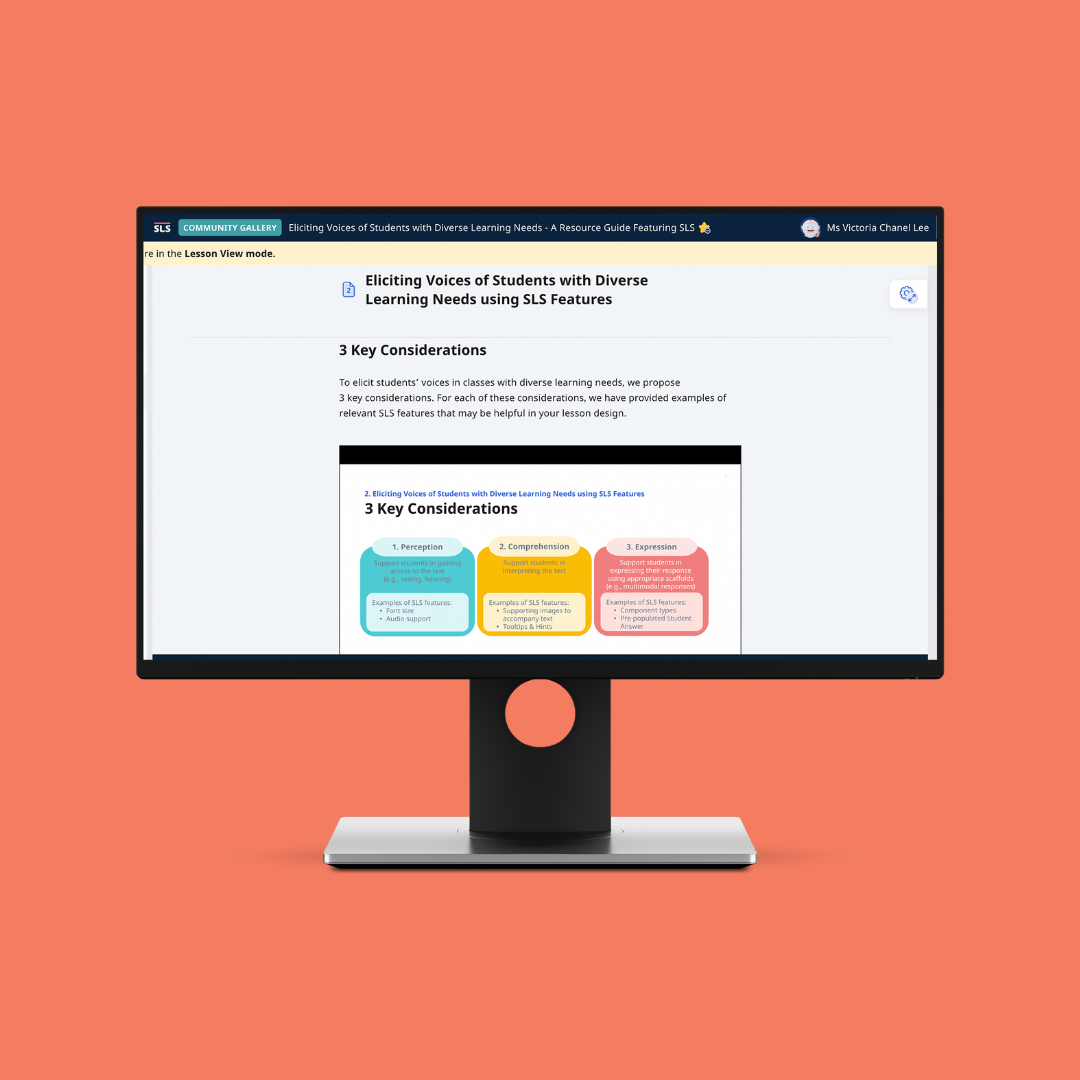 SLS COMMUNITY GALLERY Eliciting Voices of Students with Diverse Learning Needs - A Resource Guide Featuring SLS Ms Victoria Chanel Lee
re in the Lesson View mode.
2
Eliciting Voices of Students with Diverse
Learning Needs using SLS Features
3 Key Considerations
To elicit students' voices in classes with diverse learning needs, we propose
3 key considerations. For each of these considerations, we have provided examples of
relevant SLS features that may be helpful in your lesson design.
2. Eliciting Voices of Students with Diverse Learning Needs using SLS Features
3 Key Considerations
1. Perception
Support students in gaining
access to the text
(e.g., seeing, hearing)
Examples of SLS features:
• Font size
• Audio support
2. Comprehension
Support students in
interpreting the text
Examples of SLS features:
• Supporting images to
accompany text
• Tooltips & Hints
3. Expression
Support students in
expressing their response
using appropriate scaffolds
(e.g., multimodal responses)
Examples of SLS features:
• Component types
• Pre-populated Student
Answer